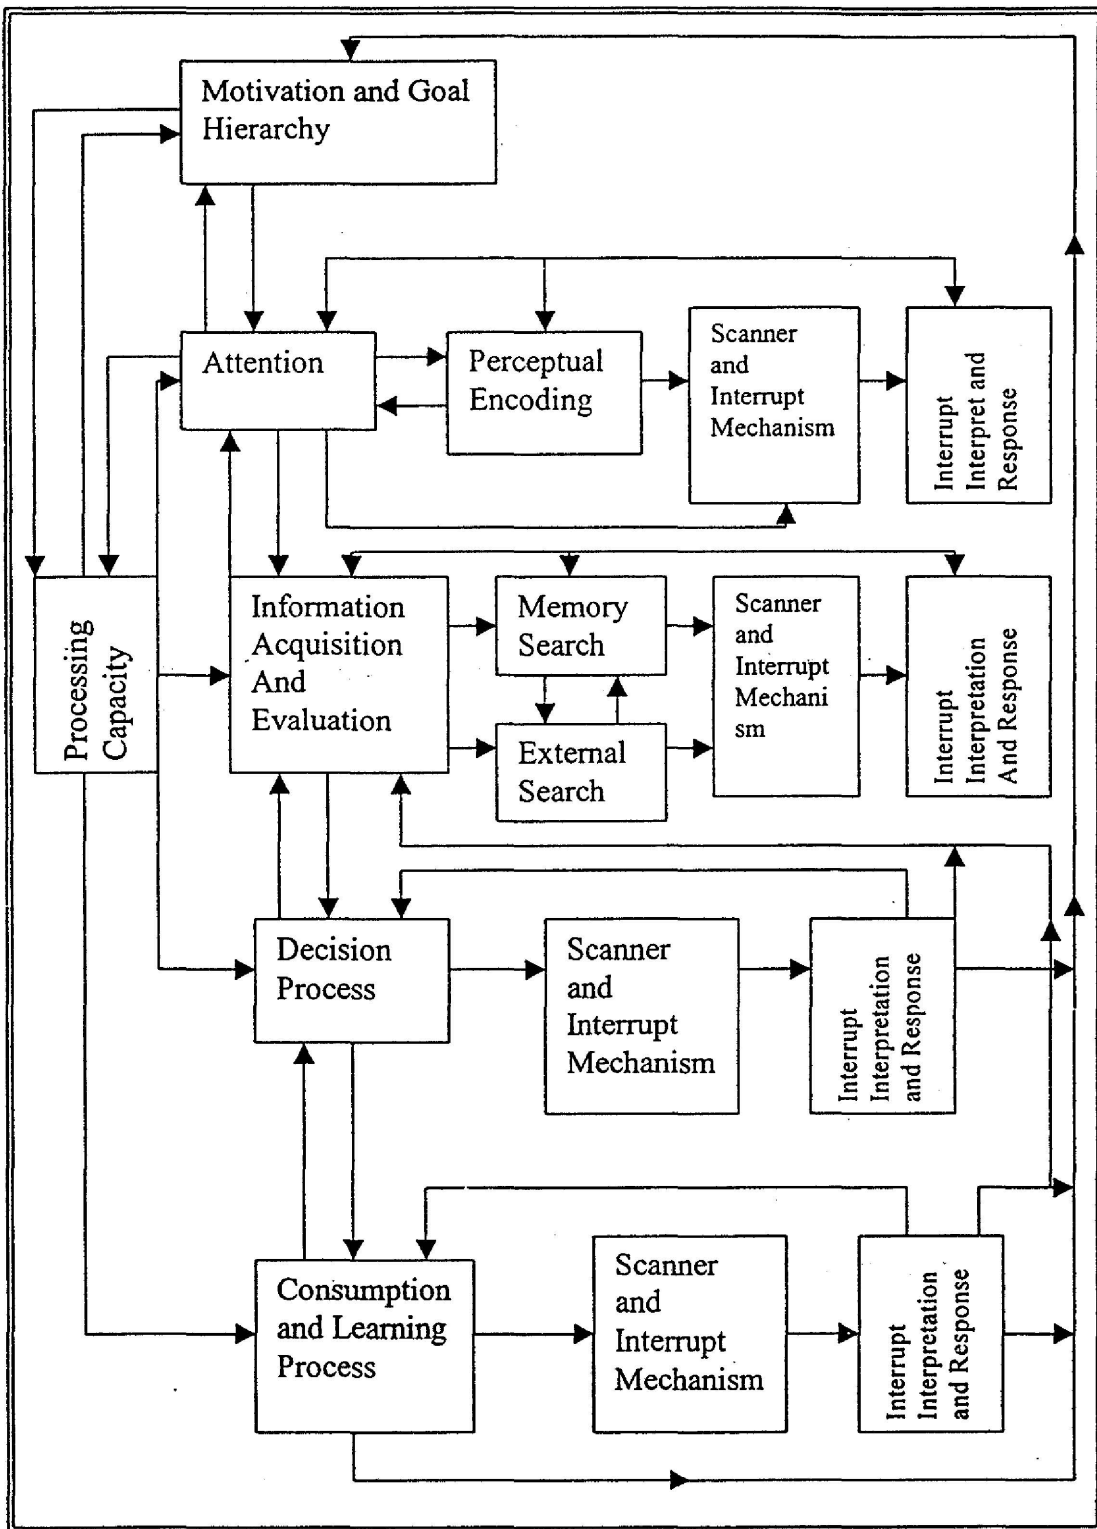 Motivation and Goal
Hierarchy
Attention
Perceptual
Encoding
Scanner
and
Interrupt
Mechanism
Interrupt
Interpret and
Response
Processing
Capacity
Information
Acquisition
And
Evaluation
Memory
Search
External
Search
Scanner
and
Interrupt
Mechani
sm
Interrupt
Interpretation
And Response
Decision
Process
Scanner
and
Interrupt
Mechanism
Interrupt
Interpretation
and Response
Consumption
and Learning
Process
Scanner
and
Interrupt
Mechanism
Interrupt
Interpretation
and Response